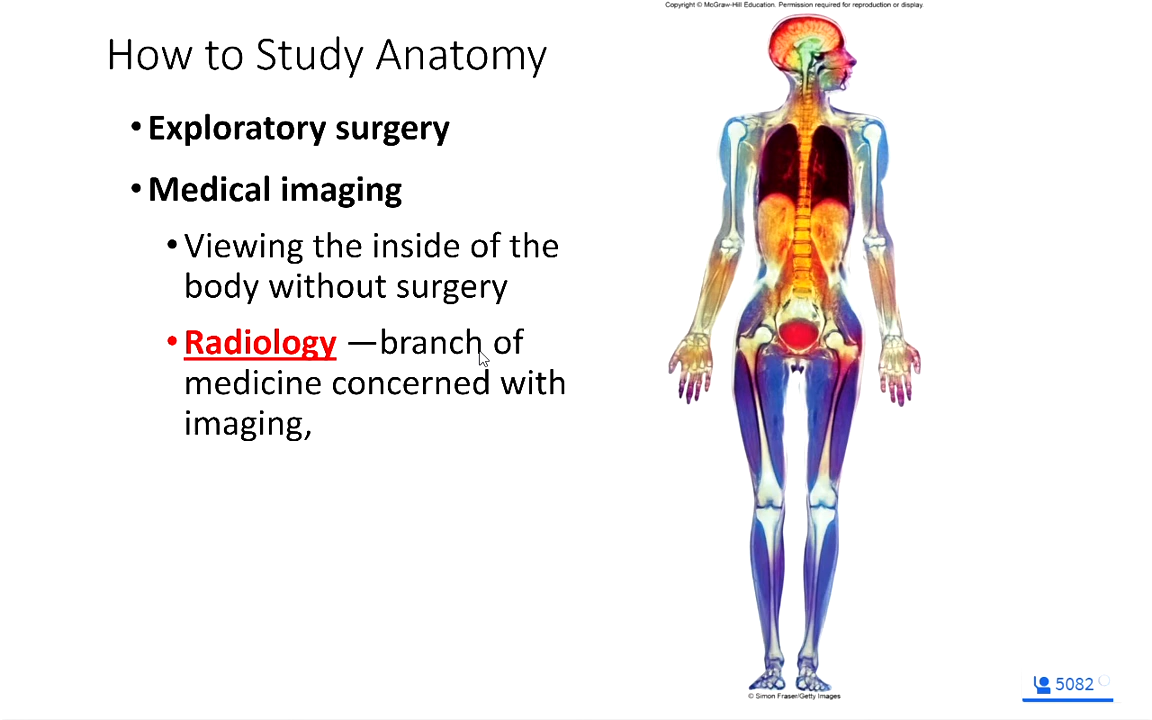 Copyright © McGraw-Hill Education. Permission required for reproduction or display.
How to Study Anatomy
•Exploratory surgery
•Medical imaging
•Viewing the inside of the
body without surgery
•Radiology —branch of
medicine concerned with
imaging,
© Simon Fraser/Getty Images
5082